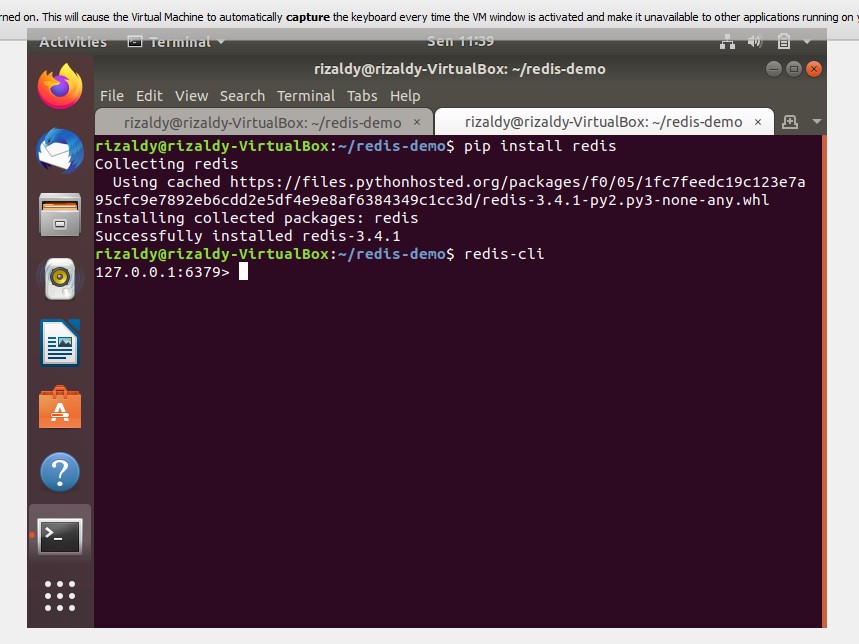 rned on. This will cause the Virtual Machine to automatically capture the keyboard every time the VM window is activated and make it unavailable to other applications running on
Activities Terminal Sen 11:39
rizaldy@rizaldy-VirtualBox: ~/redis-demo
File Edit View Search Terminal Tabs Help
rizaldy@rizaldy-VirtualBox: ~/redis-demo × rizaldy@rizaldy-VirtualBox: ~/redis-demo ×
rizaldy@rizaldy-VirtualBox:~/redis-demo$ pip install redis
Collecting redis
  Using cached https://files.pythonhosted.org/packages/f0/05/1fc7feedc19c123e7a
95cfc9e7892eb6cdd2e5df4e9e8af6384349c1cc3d/redis-3.4.1-py2.py3-none-any.whl
Installing collected packages: redis
Successfully installed redis-3.4.1
rizaldy@rizaldy-VirtualBox:~/redis-demo$ redis-cli
127.0.0.1:6379>